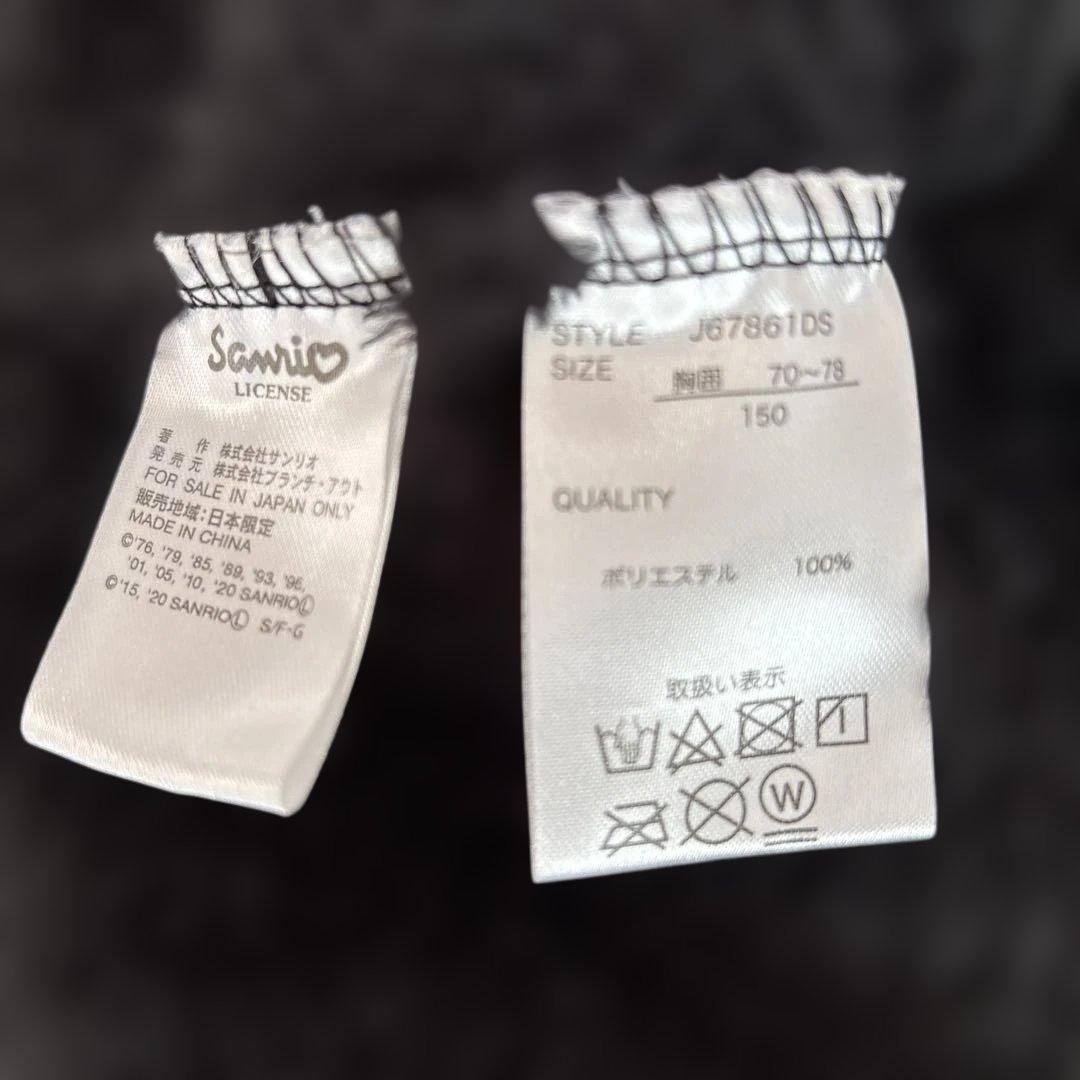 Sanrio
LICENSE
著 作 株式会社サンリオ
発売元 株式会社ブランチ・アウト
FOR SALE IN JAPAN ONLY
販売地域:日本限定
MADE IN CHINA
©'76, '79, '85, '89, '93, '96,
'01, '05, '10, '20 SANRIOⓁ
©'15, '20 SANRIOⓁ S/F·G
STYLE J67861DS
SIZE 胸囲 70~78
150
QUALITY
ポリエステル 100%
取扱い表示
W